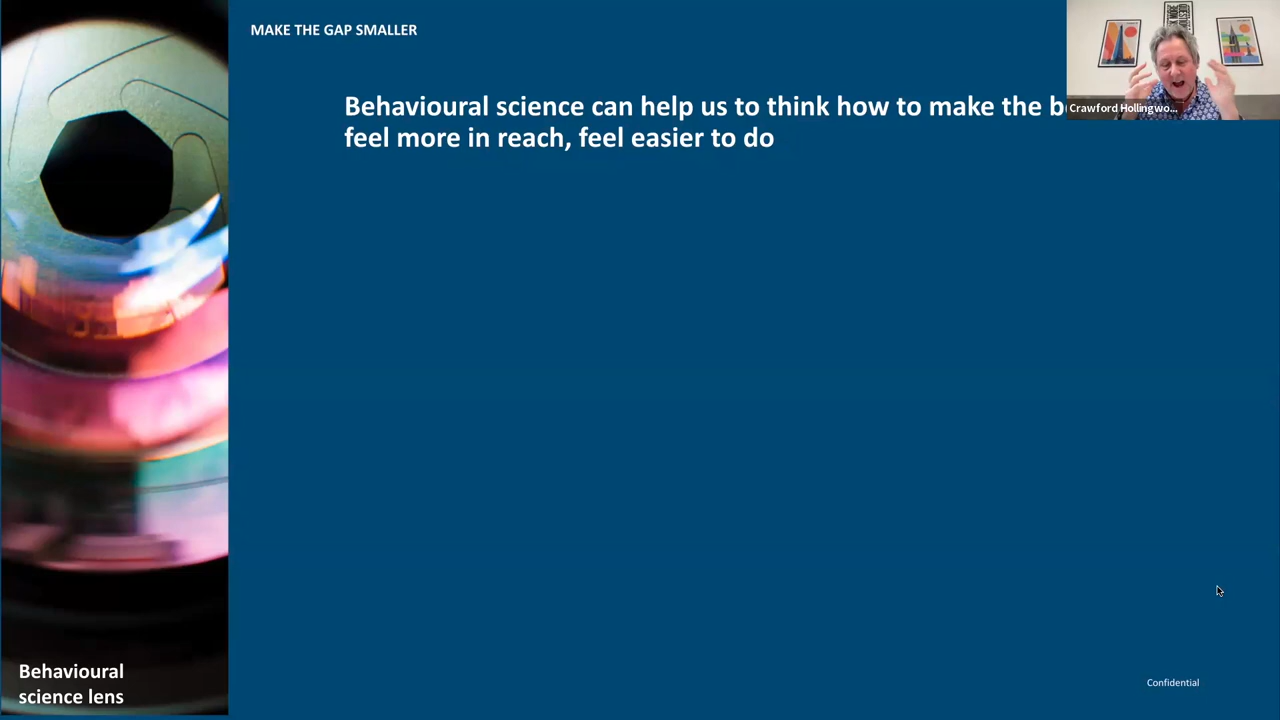 MAKE THE GAP SMALLER
Behavioural science can help us to think how to make the
feel more in reach, feel easier to do
Crawford Hollingwo...
Behavioural
science lens
Confidential